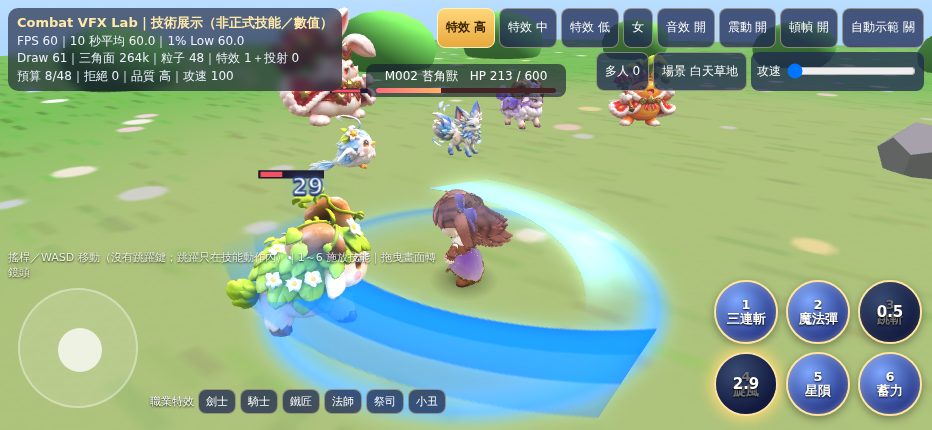 Combat VFX Lab｜技術展示（非正式技能／數值）
FPS 60｜10 秒平均 60.0｜1% Low 60.0
Draw 61｜三角面 264k｜粒子 48｜特效 1＋投射 0
預算 8/48｜拒絕 0｜品質 高｜攻速 100
特效 高
特效 中
特效 低
女
音效 開
震動 開
頓幀 開
自動示範 關
M002 苔角獸 HP 213 / 600
多人 0
場景 白天草地
攻速
29
搖桿／WASD 移動（沒有跳躍鍵；跳躍只在技能動作內）｜1～6 施放技能｜拖曳畫面轉
鏡頭
1
三連斬
2
魔法彈
3
跳斬
0.5
4
旋風
2.9
5
星隕
6
蓄力
職業特效
劍士
騎士
鐵匠
法師
祭司
小丑